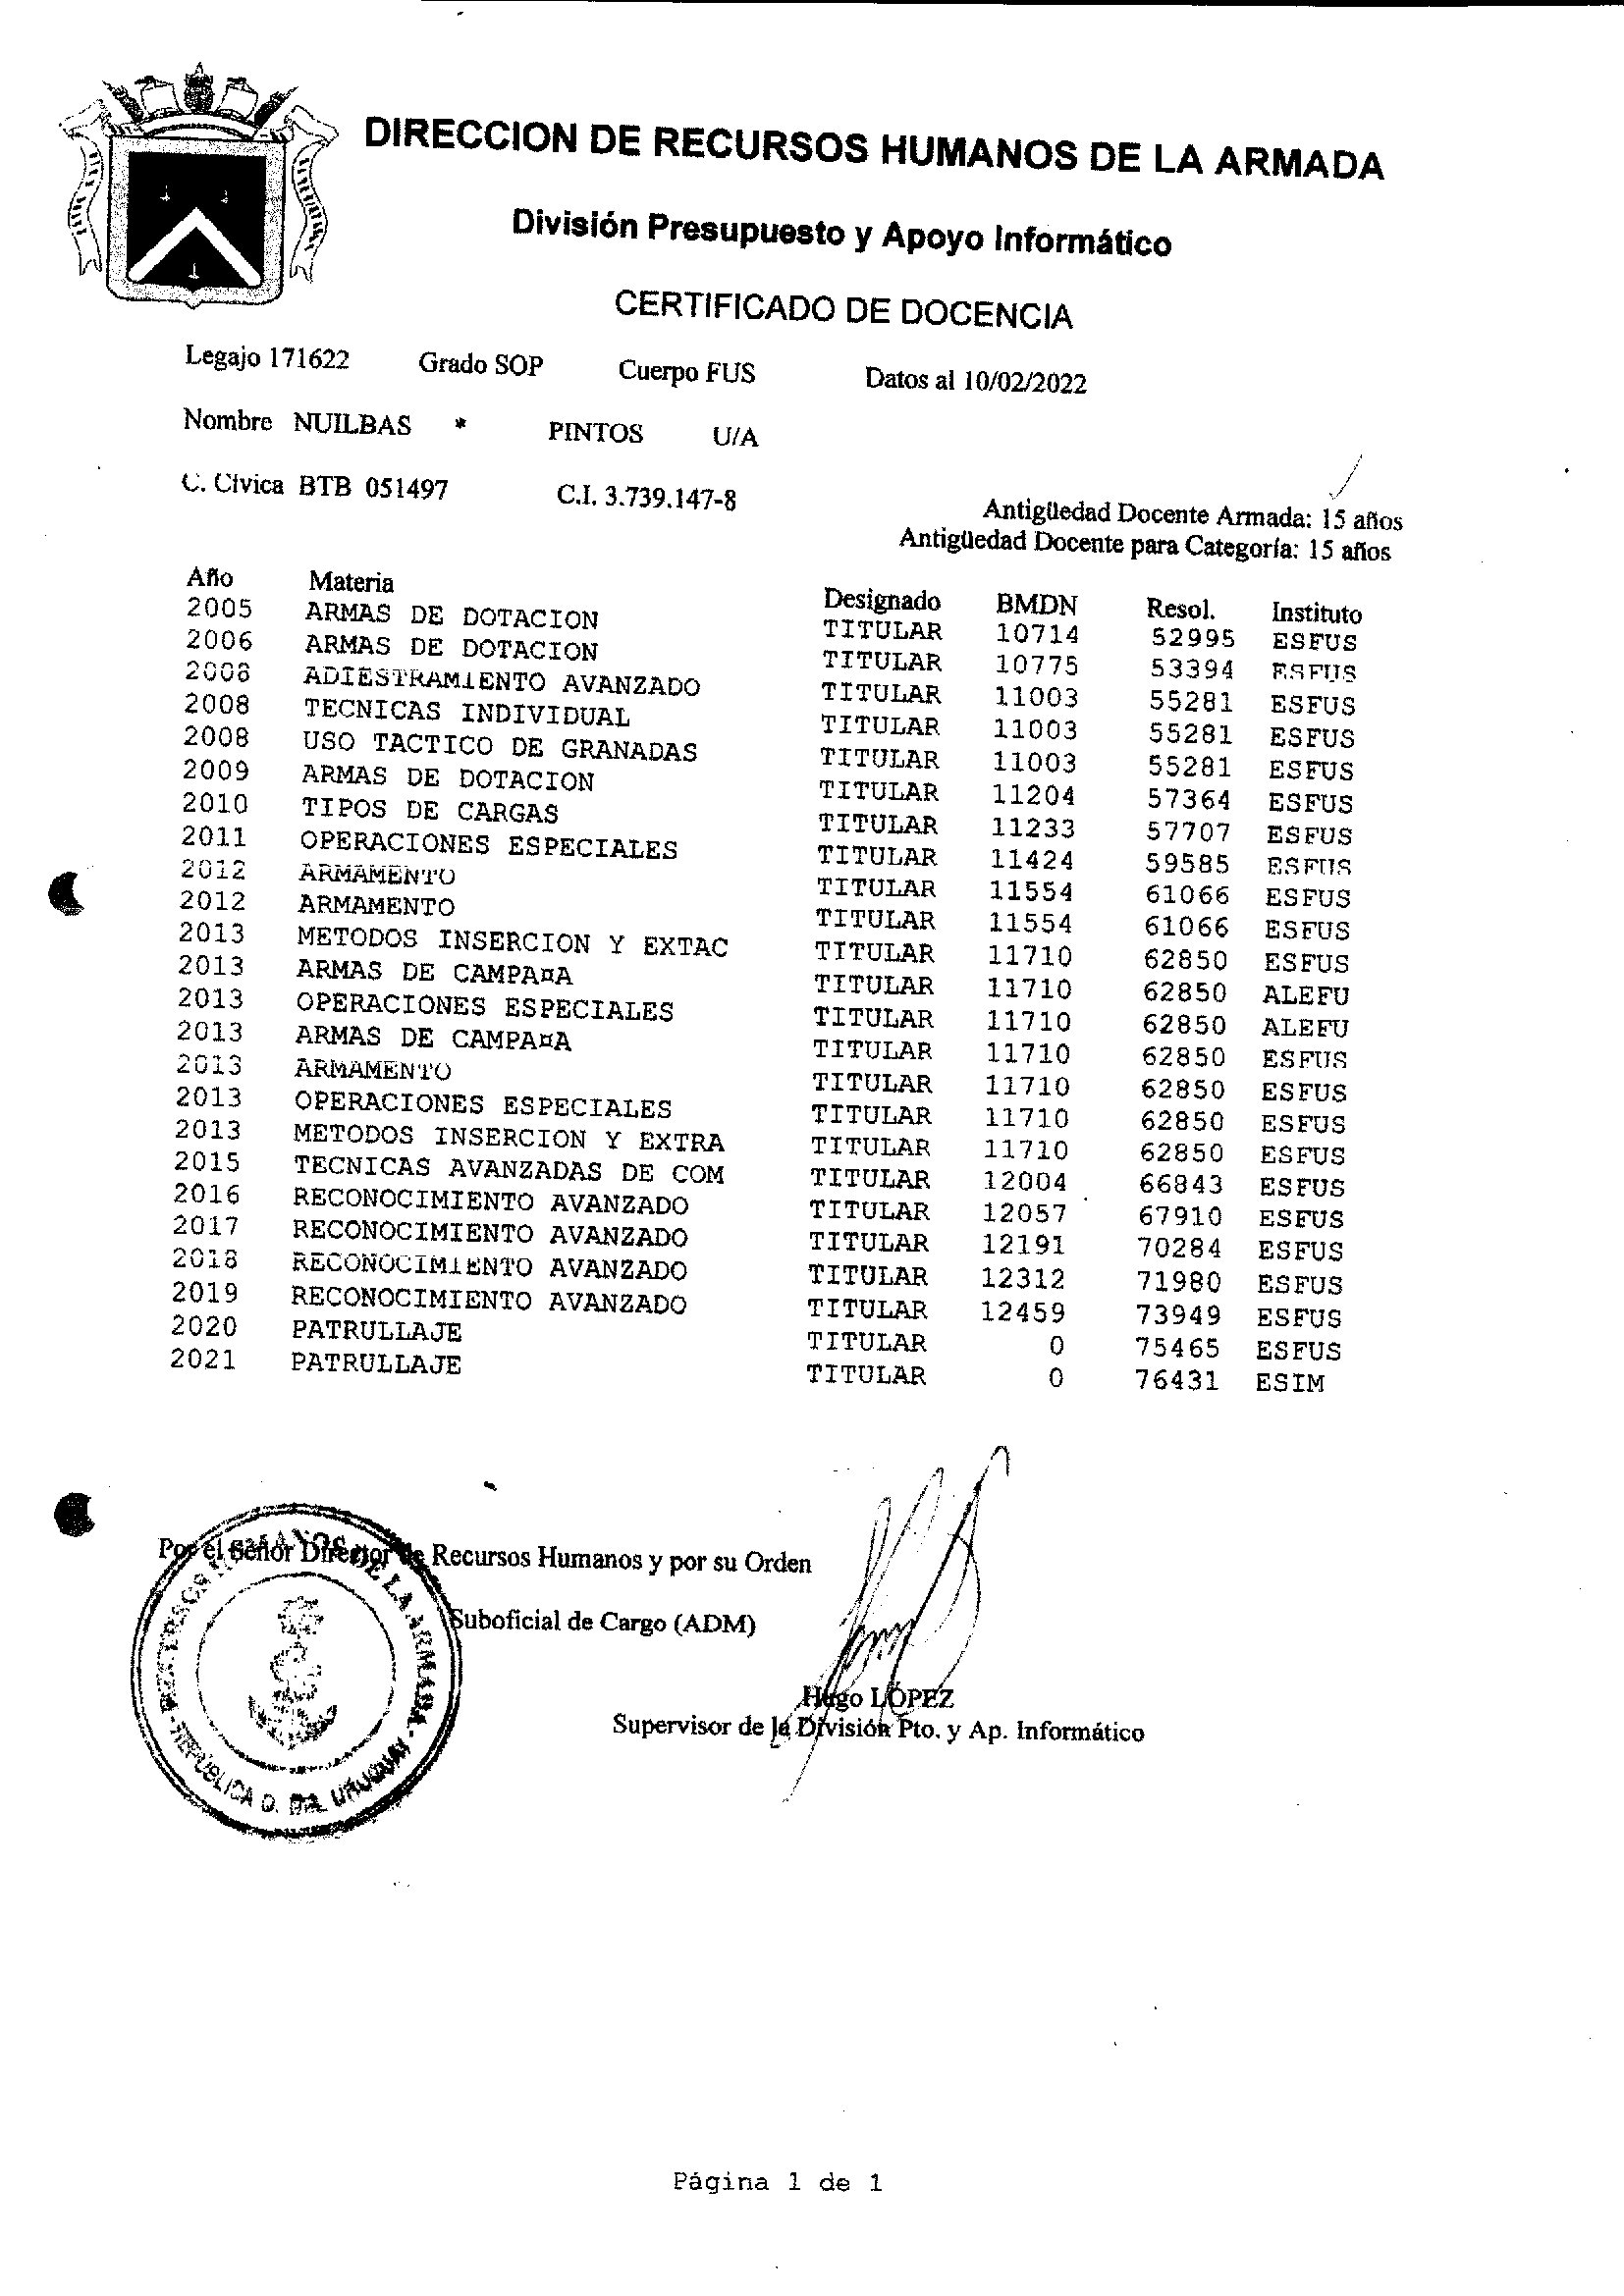 DIRECCION DE RECURSOS HUMANOS DE LA ARMADA
División Presupuesto y Apoyo Informático
CERTIFICADO DE DOCENCIA
Legajo 171622 Grado SOP Cuerpo FUS Datos al 10/02/2022
Nombre NUILBAS * PINTOS U/A
C. Cívica BTB 051497 C.I. 3.739.147-8
Antigüedad Docente Armada: 15 años
Antigüedad Docente para Categoría: 15 años
Año Materia Designado BMDN Resol. Instituto
2005 ARMAS DE DOTACION TITULAR 10714 52995 ESFUS
2006 ARMAS DE DOTACION TITULAR 10775 53394 ESFUS
2008 ADIESTRAMIENTO AVANZADO TITULAR 11003 55281 ESFUS
2008 TECNICAS INDIVIDUAL TITULAR 11003 55281 ESFUS
2008 USO TACTICO DE GRANADAS TITULAR 11003 55281 ESFUS
2009 ARMAS DE DOTACION TITULAR 11204 57364 ESFUS
2010 TIPOS DE CARGAS TITULAR 11233 57707 ESFUS
2011 OPERACIONES ESPECIALES TITULAR 11424 59585 ESFUS
2012 ARMAMENTO TITULAR 11554 61066 ESFUS
2012 ARMAMENTO TITULAR 11554 61066 ESFUS
2013 METODOS INSERCION Y EXTAC TITULAR 11710 62850 ESFUS
2013 ARMAS DE CAMPA¤A TITULAR 11710 62850 ALEFU
2013 OPERACIONES ESPECIALES TITULAR 11710 62850 ALEFU
2013 ARMAS DE CAMPA¤A TITULAR 11710 62850 ESFUS
2013 ARMAMENTO TITULAR 11710 62850 ESFUS
2013 OPERACIONES ESPECIALES TITULAR 11710 62850 ESFUS
2013 METODOS INSERCION Y EXTRA TITULAR 11710 62850 ESFUS
2015 TECNICAS AVANZADAS DE COM TITULAR 12004 66843 ESFUS
2016 RECONOCIMIENTO AVANZADO TITULAR 12057 67910 ESFUS
2017 RECONOCIMIENTO AVANZADO TITULAR 12191 70284 ESFUS
2018 RECONOCIMIENTO AVANZADO TITULAR 12312 71980 ESFUS
2019 RECONOCIMIENTO AVANZADO TITULAR 12459 73949 ESFUS
2020 PATRULLAJE TITULAR 0 75465 ESFUS
2021 PATRULLAJE TITULAR 0 76431 ESIM
Por el Señor Director de Recursos Humanos y por su Orden
Suboficial de Cargo (ADM)
Hugo LÓPEZ
Supervisor de la División Pto. y Ap. Informático
DE LA ARMADA
REPÚBLICA O. DEL URUGUAY
Página 1 de 1